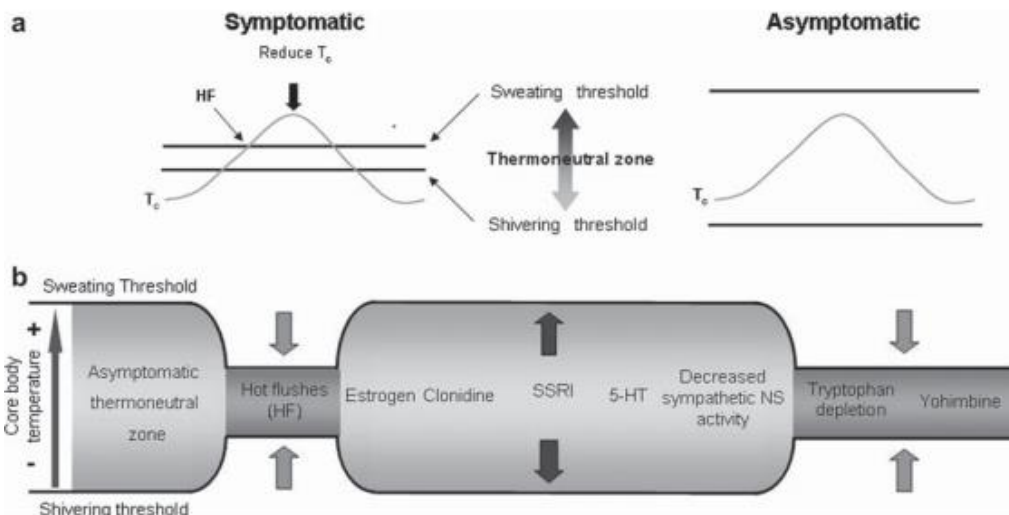 a
Symptomatic
Asymptomatic
Reduce Tc
HF
Sweating threshold
Thermoneutral zone
Tc
Shivering threshold
Tc
b
Sweating Threshold
+
Core body
temperature
-
Asymptomatic
thermoneutral
zone
Hot flushes
(HF)
Estrogen
Clonidine
SSRI
5-HT
Decreased
sympathetic NS
activity
Tryptophan
depletion
Yohimbine
Shivering threshold